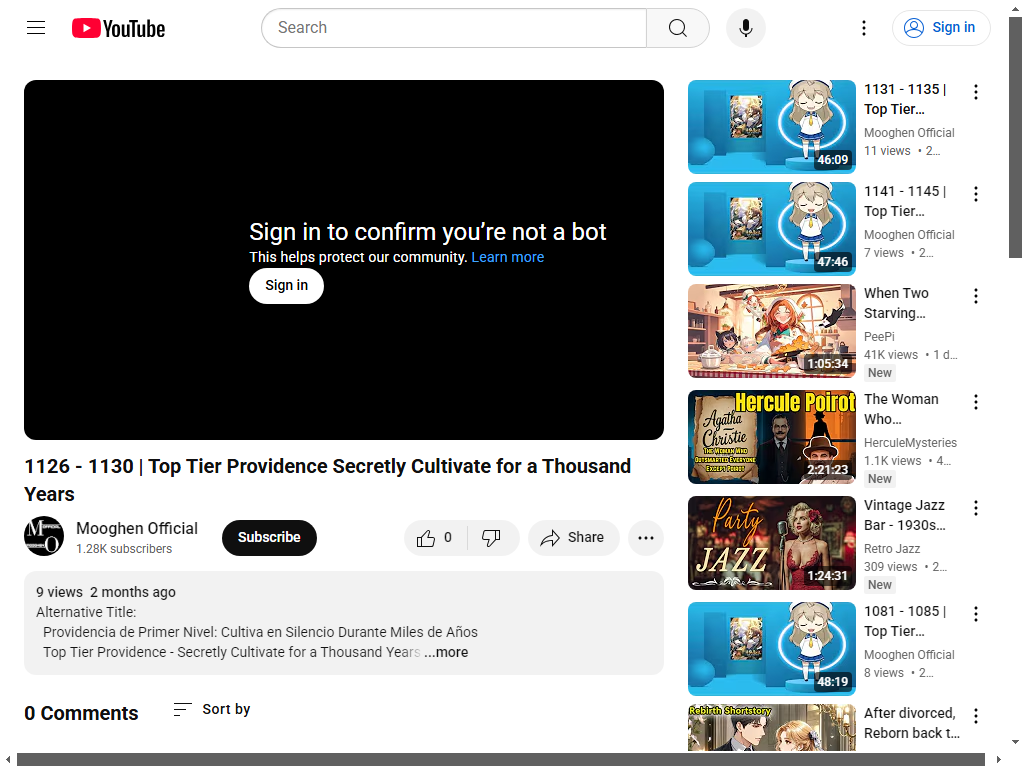 YouTube
Search
Sign in
Sign in to confirm you’re not a bot
This helps protect our community. Learn more
Sign in
1126 - 1130 | Top Tier Providence Secretly Cultivate for a Thousand
Years
Mooghen Official
1.28K subscribers
Subscribe
0
Share
9 views 2 months ago
Alternative Title:
Providencia de Primer Nivel: Cultiva en Silencio Durante Miles de Años
Top Tier Providence - Secretly Cultivate for a Thousand Years ...more
0 Comments
Sort by
46:09
1131 - 1135 |
Top Tier...
Mooghen Official
11 views • 2...
47:46
1141 - 1145 |
Top Tier...
Mooghen Official
7 views • 2...
1:05:34
When Two
Starving...
PeePi
41K views • 1 d...
New
Hercule Poirot
Agatha
Christie
THE WOMAN WHO
OUTSMARTED EVERYONE
EXCEPT POIROT
2:21:23
The Woman
Who...
HerculeMysteries
1.1K views • 4...
New
Party
JAZZ
1:24:31
Vintage Jazz
Bar - 1930s...
Retro Jazz
309 views • 2...
New
48:19
1081 - 1085 |
Top Tier...
Mooghen Official
8 views • 2...
Rebirth Shortstory
After divorced,
Reborn back t...